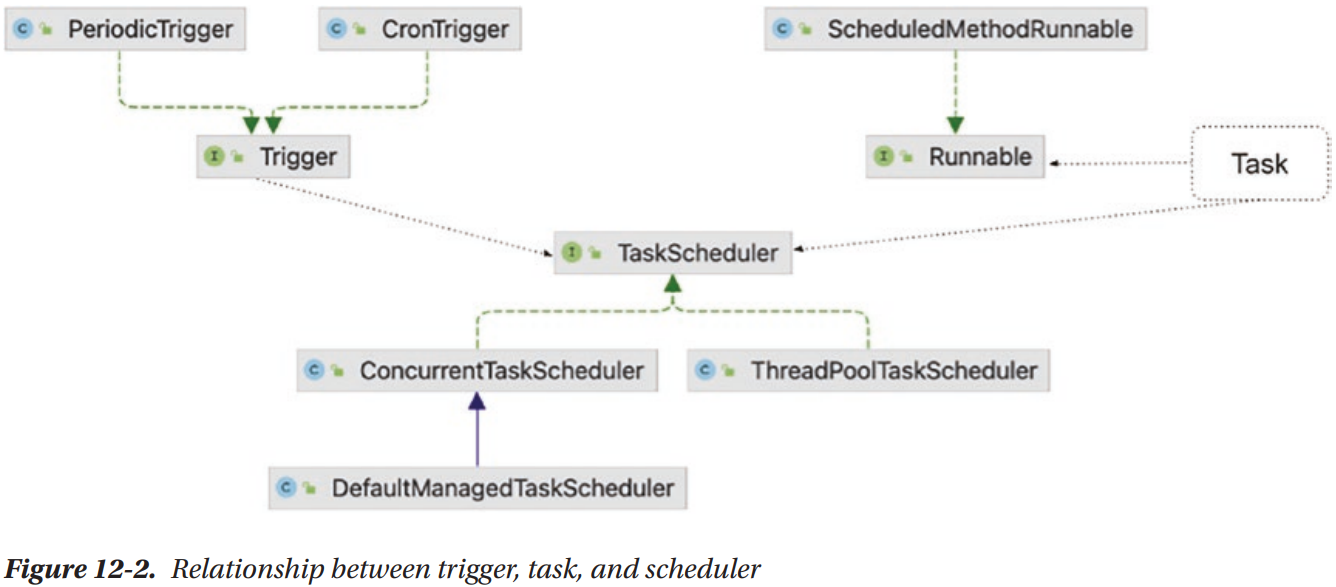 C PeriodicTrigger
C CronTrigger
C ScheduledMethodRunnable
I Trigger
I Runnable
Task
I TaskScheduler
C ConcurrentTaskScheduler
C ThreadPoolTaskScheduler
C DefaultManagedTaskScheduler
Figure 12-2. Relationship between trigger, task, and scheduler